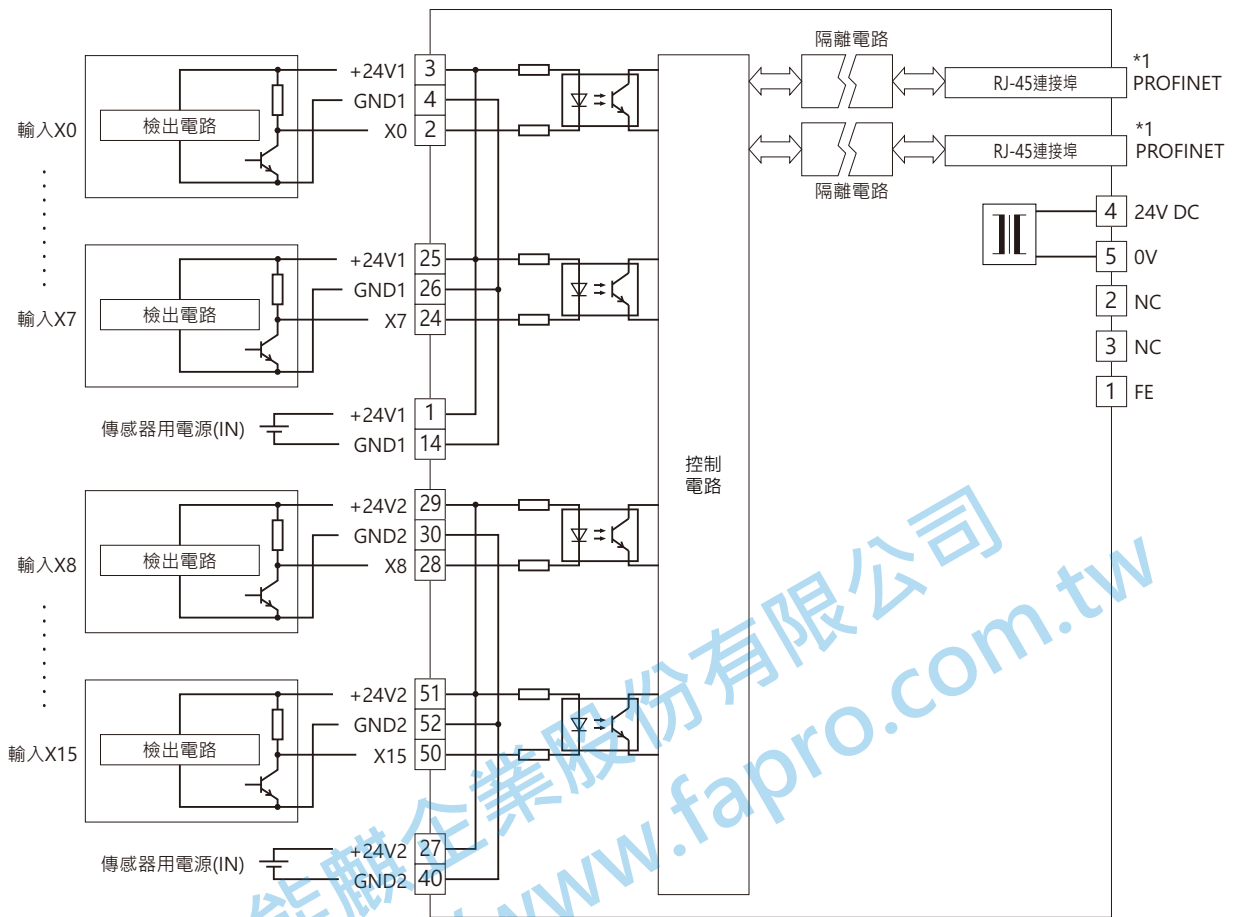 隔離電路
+24V1 3
GND1 4
X0 2
輸入X0
檢出電路
RJ-45連接埠
*1
PROFINET
RJ-45連接埠
*1
PROFINET
隔離電路
4 24V DC
5 0V
2 NC
3 NC
1 FE
+24V1 25
GND1 26
X7 24
輸入X7
檢出電路
傳感器用電源(IN)
+24V1 1
GND1 14
控制
電路
+24V2 29
GND2 30
X8 28
輸入X8
檢出電路
+24V2 51
GND2 52
X15 50
輸入X15
檢出電路
傳感器用電源(IN)
+24V2 27
GND2 40
能麒企業股份有限公司
www.fapro.com.tw